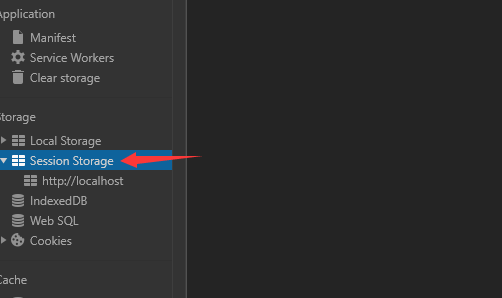 Application
Manifest
Service Workers
Clear storage
Storage
Local Storage
Session Storage
http://localhost
IndexedDB
Web SQL
Cookies
Cache